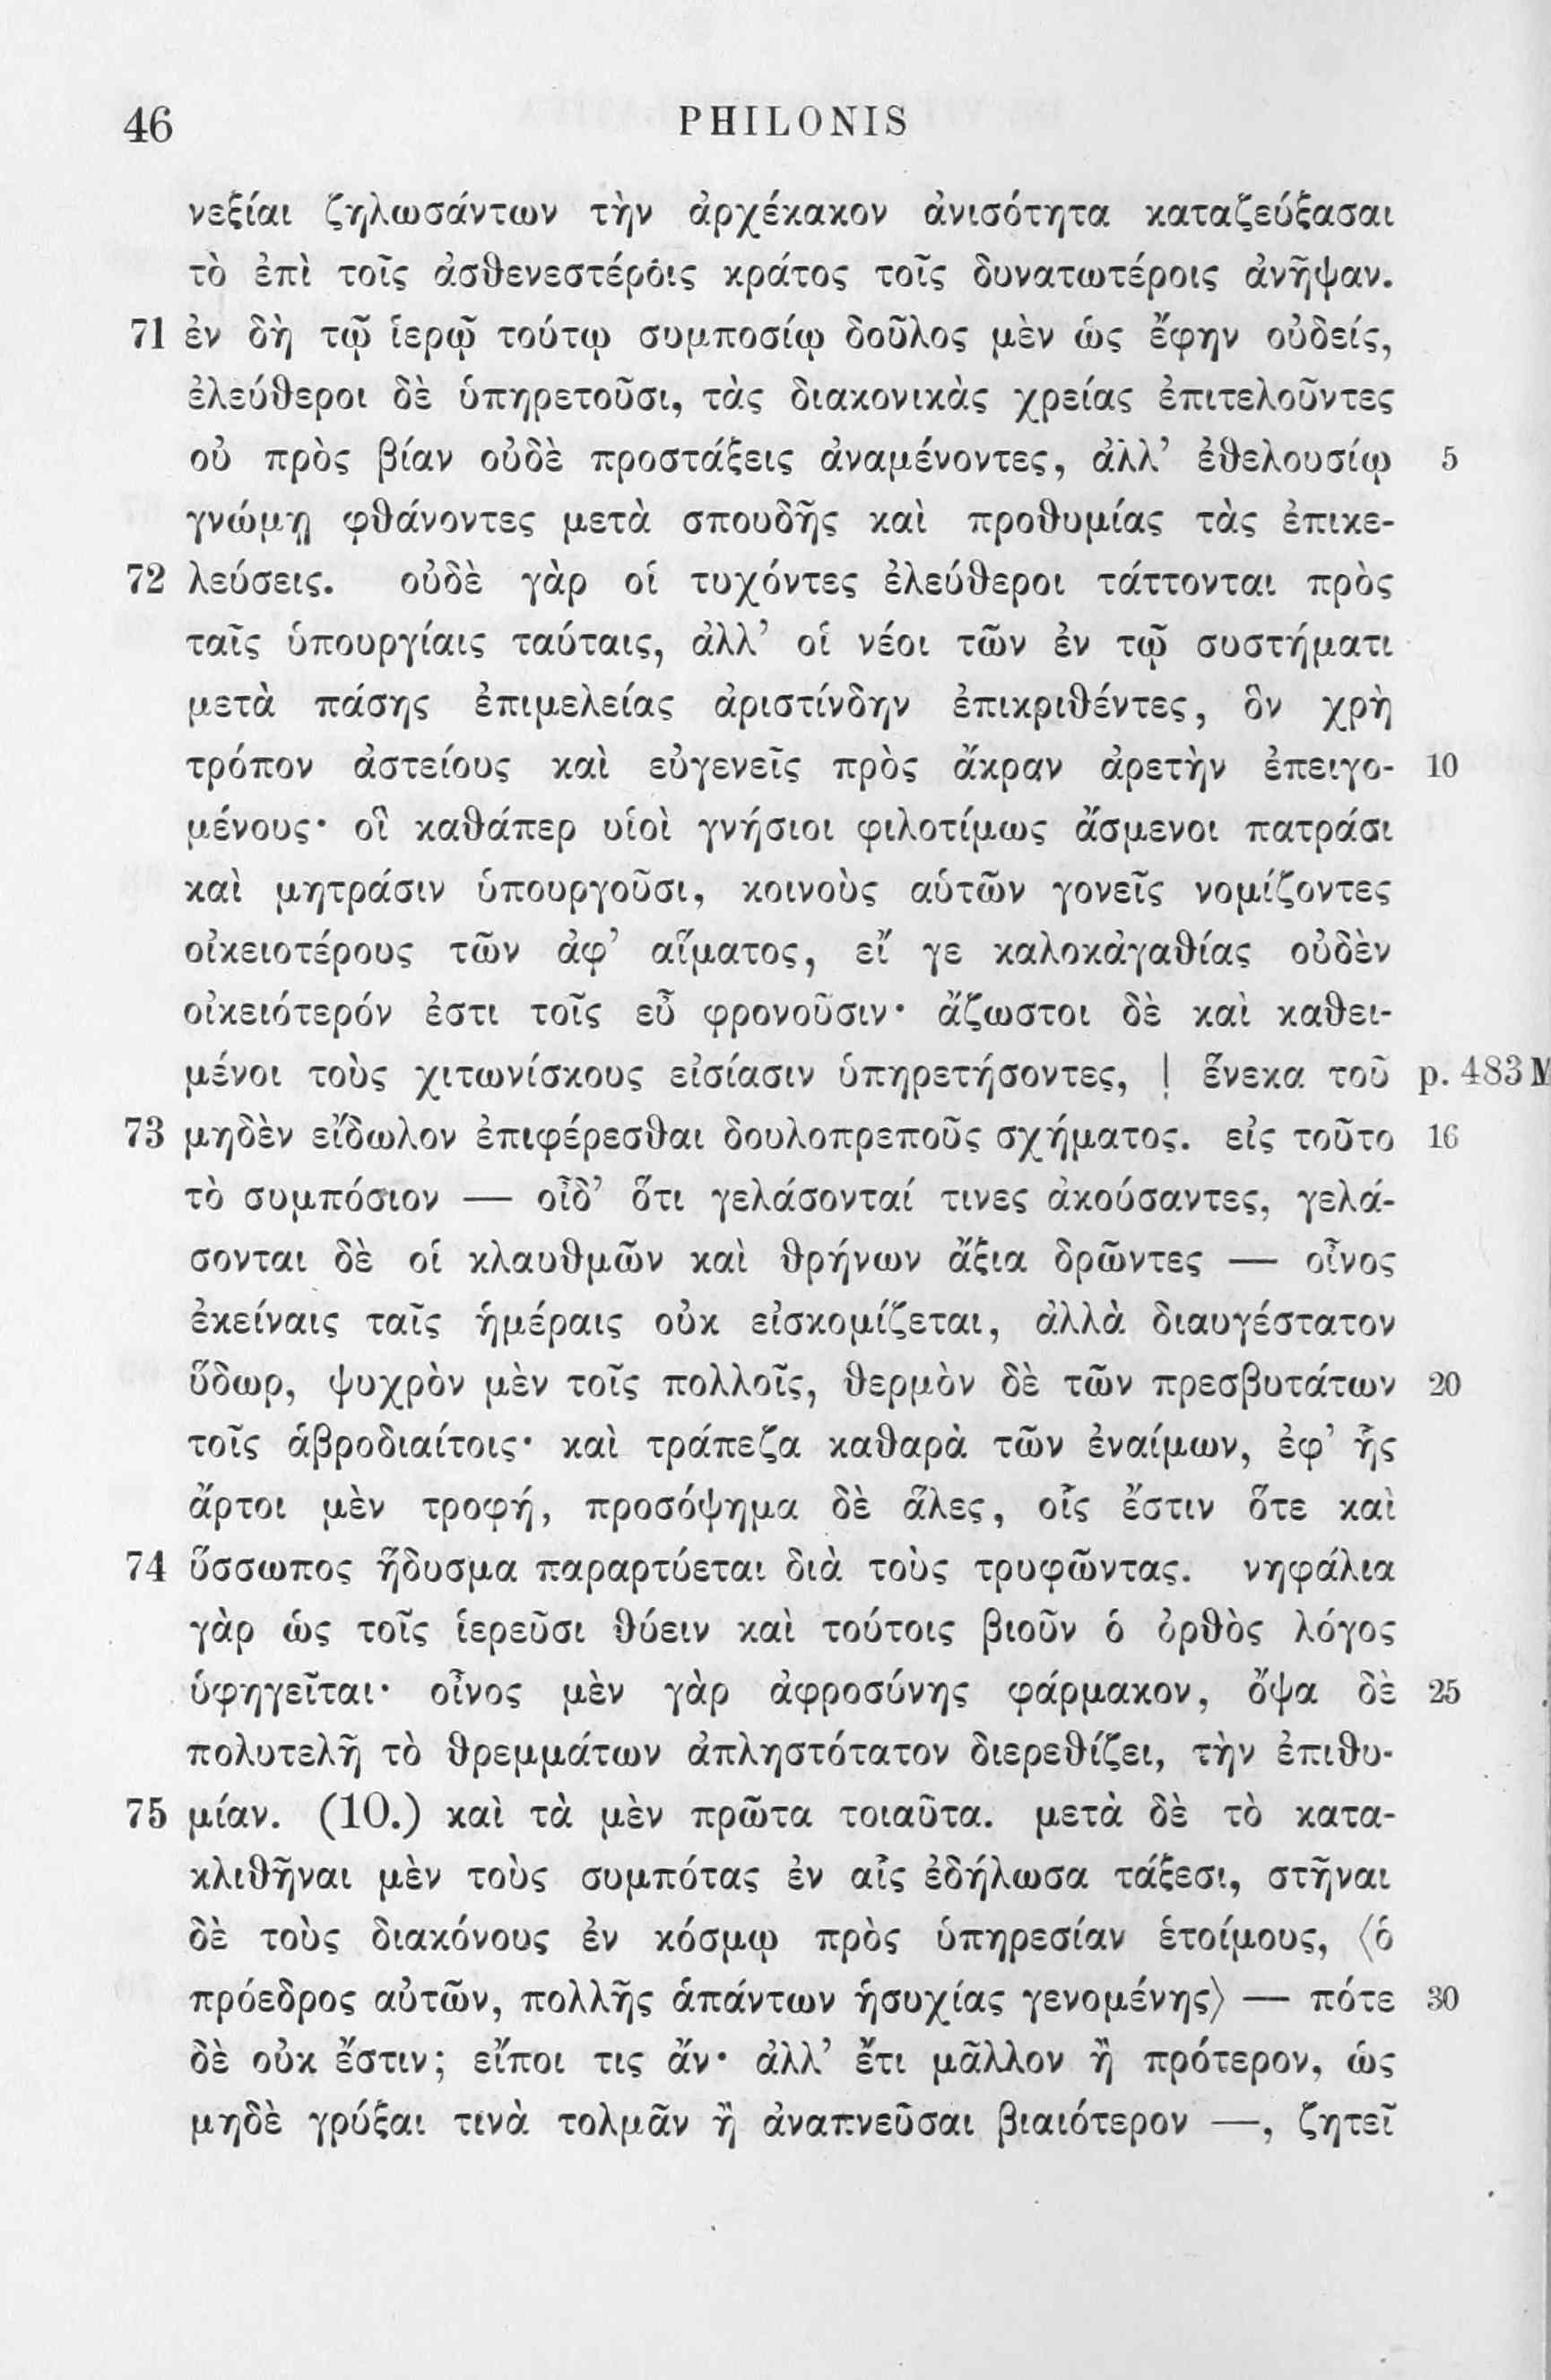 46 PHILONIS
νεξίαι ζηλωσάντων τὴν ἀρχέκακον ἀνισότητα καταζεύξασαι
τὸ ἐπὶ τοῖς ἀσθενεστέροις κράτος τοῖς δυνατωτέροις ἀνῆψαν.
71 ἐν δὴ τῷ ἱερῷ τούτῳ συμποσίῳ δοῦλος μὲν ὡς ἔφην οὐδείς,
ἐλεύθεροι δὲ ὑπηρετοῦσι, τὰς διακονικὰς χρείας ἐπιτελοῦντες
οὐ πρὸς βίαν οὐδὲ προστάξεις ἀναμένοντες, ἀλλ’ ἐθελουσίῳ 5
γνώμῃ φθάνοντες μετὰ σπουδῆς καὶ προθυμίας τὰς ἐπικε-
72 λεύσεις. οὐδὲ γὰρ οἱ τυχόντες ἐλεύθεροι τάττονται πρὸς
ταῖς ὑπουργίαις ταύταις, ἀλλ’ οἱ νέοι τῶν ἐν τῷ συστήματι
μετὰ πάσης ἐπιμελείας ἀριστίνδην ἐπικριθέντες, ὃν χρὴ
τρόπον ἀστείους καὶ εὐγενεῖς πρὸς ἄκραν ἀρετὴν ἐπειγο- 10
μένους· οἳ καθάπερ υἱοὶ γνήσιοι φιλοτίμως ἄσμενοι πατράσι
καὶ μητράσιν ὑπουργοῦσι, κοινοὺς αὑτῶν γονεῖς νομίζοντες
οἰκειοτέρους τῶν ἀφ’ αἵματος, εἴ γε καλοκἀγαθίας οὐδὲν
οἰκειότερόν ἐστι τοῖς εὖ φρονοῦσιν· ἄζωστοι δὲ καὶ καθει-
μένοι τοὺς χιτωνίσκους εἰσίασιν ὑπηρετήσοντες, | ἕνεκα τοῦ p. 483 M
73 μηδὲν εἴδωλον ἐπιφέρεσθαι δουλοπρεποῦς σχήματος. εἰς τοῦτο 16
τὸ συμπόσιον — οἶδ’ ὅτι γελάσονταί τινες ἀκούσαντες, γελά-
σονται δὲ οἱ κλαυθμῶν καὶ θρήνων ἄξια δρῶντες — οἶνος
ἐκείναις ταῖς ἡμέραις οὐκ εἰσκομίζεται, ἀλλὰ διαυγέστατον
ὕδωρ, ψυχρὸν μὲν τοῖς πολλοῖς, θερμὸν δὲ τῶν πρεσβυτάτων 20
τοῖς ἁβροδιαίτοις· καὶ τράπεζα καθαρὰ τῶν ἐναίμων, ἐφ’ ἧς
ἄρτοι μὲν τροφή, προσόψημα δὲ ἅλες, οἷς ἔστιν ὅτε καὶ
74 ὕσσωπος ἥδυσμα παραρτύεται διὰ τοὺς τρυφῶντας. νηφάλια
γὰρ ὡς τοῖς ἱερεῦσι θύειν καὶ τούτοις βιοῦν ὁ ὀρθὸς λόγος
ὑφηγεῖται· οἶνος μὲν γὰρ ἀφροσύνης φάρμακον, ὄψα δὲ 25
πολυτελῆ τὸ θρεμμάτων ἀπληστότατον διερεθίζει, τὴν ἐπιθυ-
75 μίαν. (10.) καὶ τὰ μὲν πρῶτα τοιαῦτα. μετὰ δὲ τὸ κατα-
κλιθῆναι μὲν τοὺς συμπότας ἐν αἷς ἐδήλωσα τάξεσι, στῆναι
δὲ τοὺς διακόνους ἐν κόσμῳ πρὸς ὑπηρεσίαν ἑτοίμους, ⟨ὁ
πρόεδρος αὐτῶν, πολλῆς ἁπάντων ἡσυχίας γενομένης⟩ — πότε 30
δὲ οὐκ ἔστιν; εἴποι τις ἄν· ἀλλ’ ἔτι μᾶλλον ἢ πρότερον, ὡς
μηδὲ γρύξαι τινὰ τολμᾶν ἢ ἀναπνεῦσαι βιαιότερον —, ζητεῖ